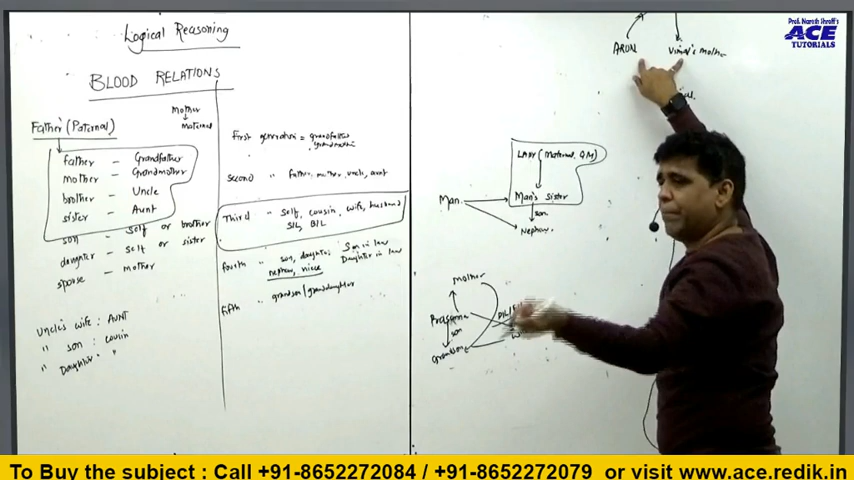 Logical Reasoning
BLOOD RELATIONS
Mother
maternal
Father (Paternal)
father - Grandfather
mother - Grandmother
brother - Uncle
sister - Aunt
son - self or brother
daughter - self or sister
spouse - mother
Uncle's wife : AUNT
" son : cousin
" Daughter " "
First generation = grandfather
, grandmother
second " father, mother, uncle, aunt
Third " self, cousin, wife, husband
SIL, BIL
fourth " son, daughter, Son in law
nephew, niece Daughter in law
fifth " grandson / granddaughter
ARUN Vimal's mother
LADY (maternal GM)
Man. Man's sister
son
Nephew.
mother
son
Prof. Naresh Shroff's
ACE
TUTORIALS
To Buy the subject : Call +91-8652272084 / +91-8652272079 or visit www.ace.redik.in